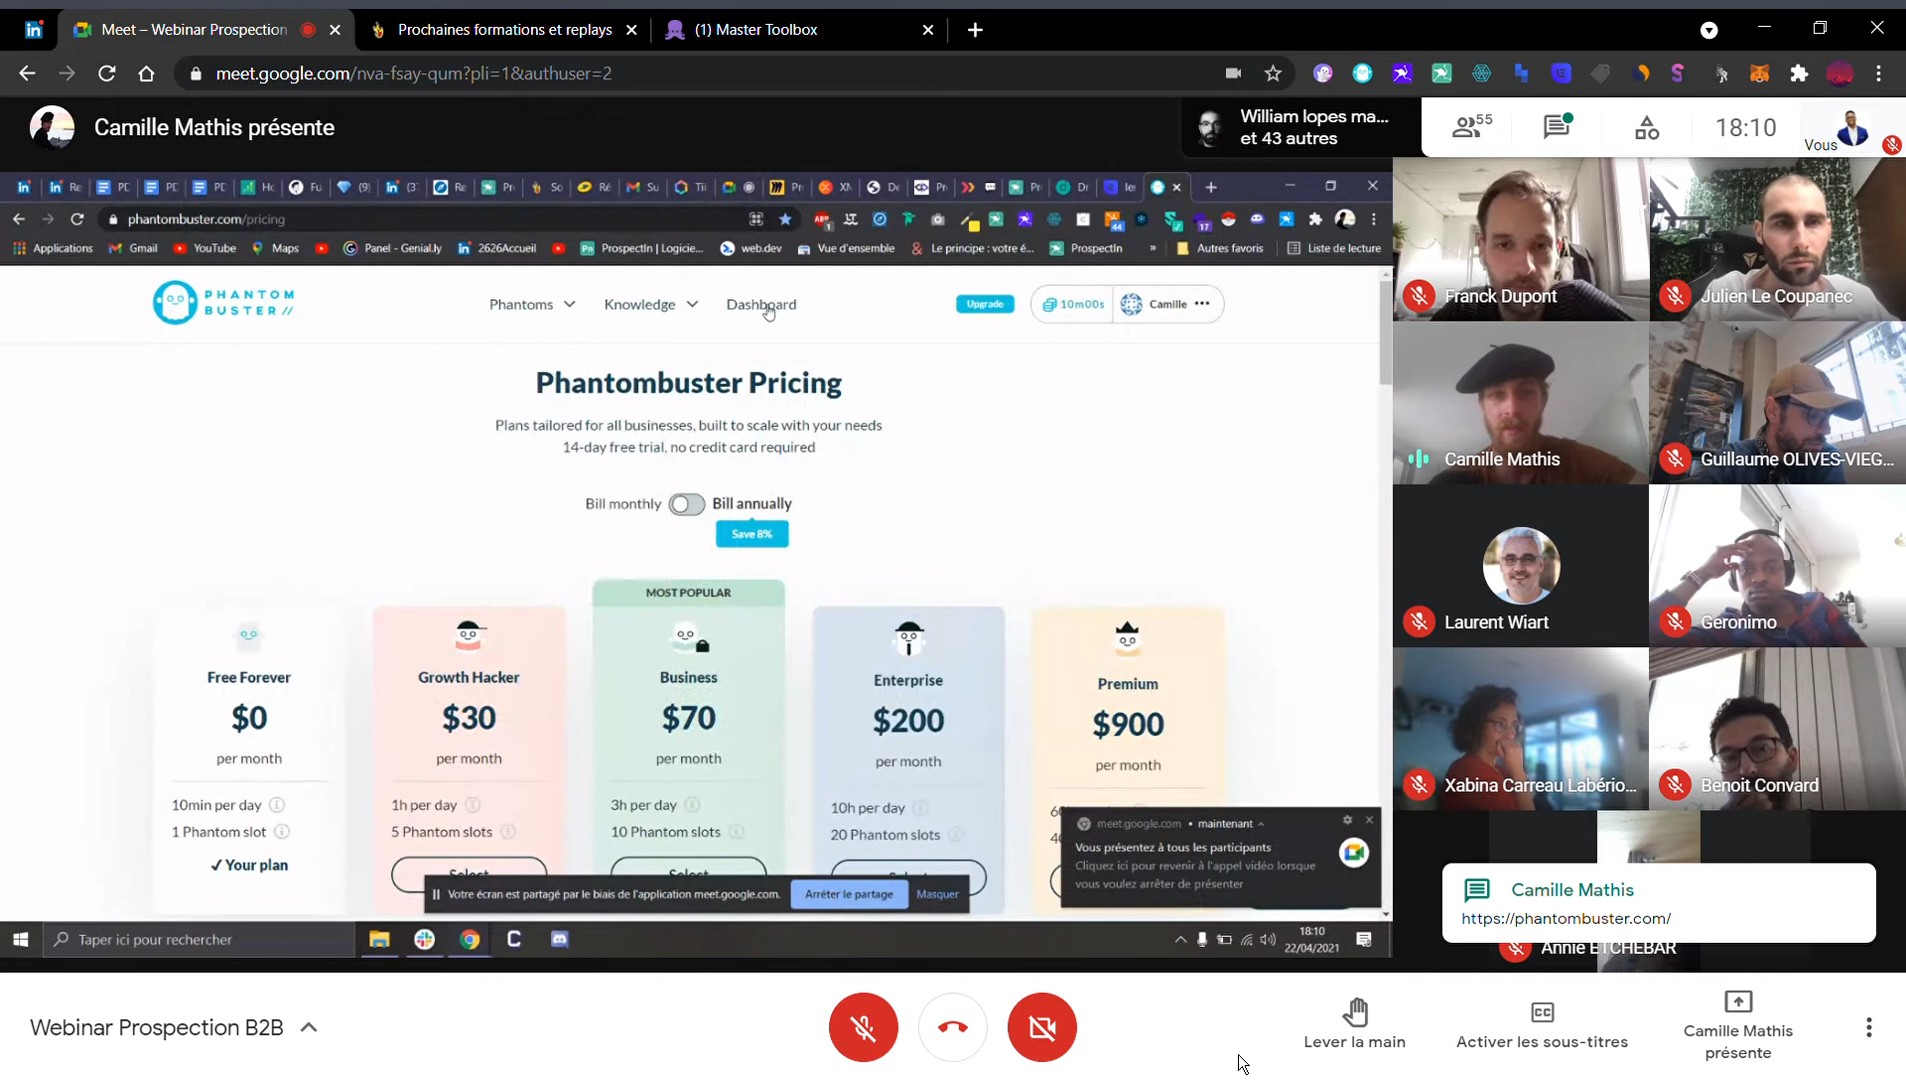 Meet – Webinar Prospection
Prochaines formations et replays
(1) Master Toolbox
meet.google.com/nva-fsay-qum?pli=1&authuser=2
Camille Mathis présente
William lopes ma...
et 43 autres
55
18:10
Vous
phantombuster.com/pricing
Applications
Gmail
YouTube
Maps
Panel - Genial.ly
2626Accueil
ProspectIn | Logicie...
web.dev
Vue d'ensemble
Le principe : votre é...
ProspectIn
»
Autres favoris
Liste de lecture
PHANTOM
BUSTER //
Phantoms
Knowledge
Dashboard
Upgrade
10m00s
Camille
Phantombuster Pricing
Plans tailored for all businesses, built to scale with your needs
14-day free trial, no credit card required
Bill monthly
Bill annually
Save 8%
MOST POPULAR
Free Forever
$0
per month
10min per day
1 Phantom slot
✓ Your plan
Growth Hacker
$30
per month
1h per day
5 Phantom slots
Select
Business
$70
per month
3h per day
10 Phantom slots
Select
Enterprise
$200
per month
10h per day
20 Phantom slots
Premium
$900
per month
meet.google.com • maintenant
Vous présentez à tous les participants
Cliquez ici pour revenir à l'appel vidéo lorsque
vous voulez arrêter de présenter
Votre écran est partagé par le biais de l'application meet.google.com.
Arrêter le partage
Masquer
Taper ici pour rechercher
18:10
22/04/2021
Franck Dupont
Julien Le Coupanec
Camille Mathis
Guillaume OLIVES-VIEG...
Laurent Wiart
Geronimo
Xabina Carreau Labério...
Benoit Convard
Camille Mathis
https://phantombuster.com/
Annie ETCHEBAR
Webinar Prospection B2B
Lever la main
Activer les sous-titres
Camille Mathis
présente